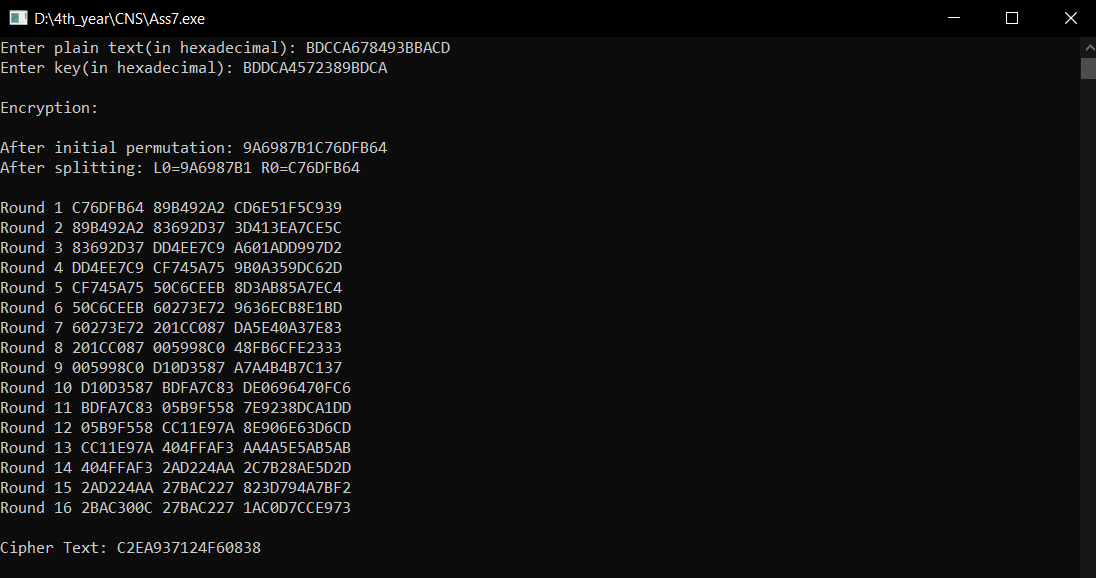 D:\4th_year\CNS\Ass7.exe
Enter plain text(in hexadecimal): BDCCA678493BBACD
Enter key(in hexadecimal): BDDCA4572389BDCA
Encryption:
After initial permutation: 9A6987B1C76DFB64
After splitting: L0=9A6987B1 R0=C76DFB64
Round 1 C76DFB64 89B492A2 CD6E51F5C939
Round 2 89B492A2 83692D37 3D413EA7CE5C
Round 3 83692D37 DD4EE7C9 A601ADD997D2
Round 4 DD4EE7C9 CF745A75 9B0A359DC62D
Round 5 CF745A75 50C6CEEB 8D3AB85A7EC4
Round 6 50C6CEEB 60273E72 9636ECB8E1BD
Round 7 60273E72 201CC087 DA5E40A37E83
Round 8 201CC087 005998C0 48FB6CFE2333
Round 9 005998C0 D10D3587 A7A4B4B7C137
Round 10 D10D3587 BDFA7C83 DE0696470FC6
Round 11 BDFA7C83 05B9F558 7E9238DCA1DD
Round 12 05B9F558 CC11E97A 8E906E63D6CD
Round 13 CC11E97A 404FFAF3 AA4A5E5AB5AB
Round 14 404FFAF3 2AD224AA 2C7B28AE5D2D
Round 15 2AD224AA 27BAC227 823D794A7BF2
Round 16 2BAC300C 27BAC227 1AC0D7CCE973
Cipher Text: C2EA937124F60838